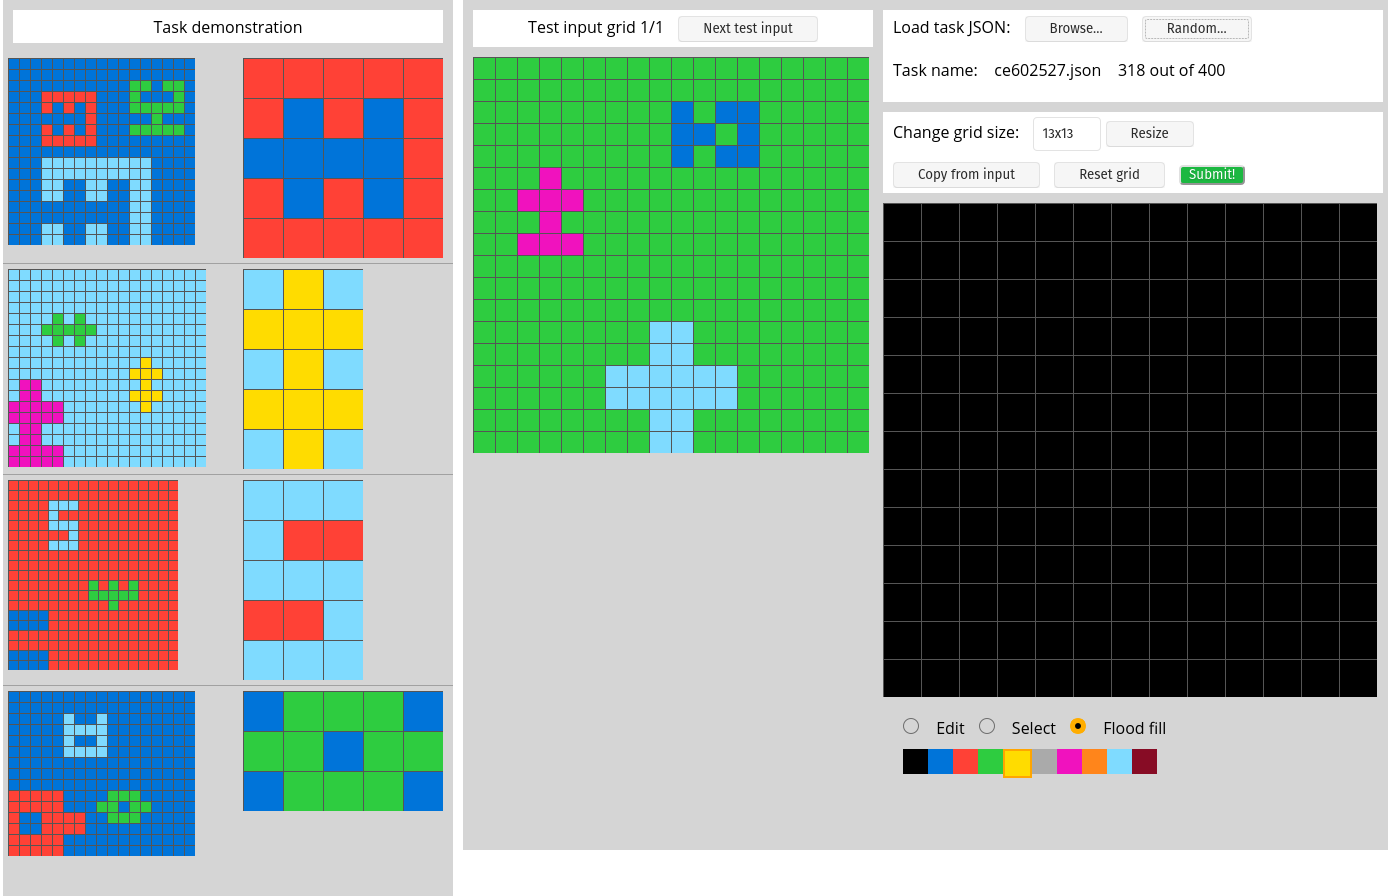 Task demonstration
Test input grid 1/1
Next test input
Load task JSON:
Browse...
Random...
Task name:
ce602527.json
318 out of 400
Change grid size:
13x13
Resize
Copy from input
Reset grid
Submit!
Edit
Select
Flood fill